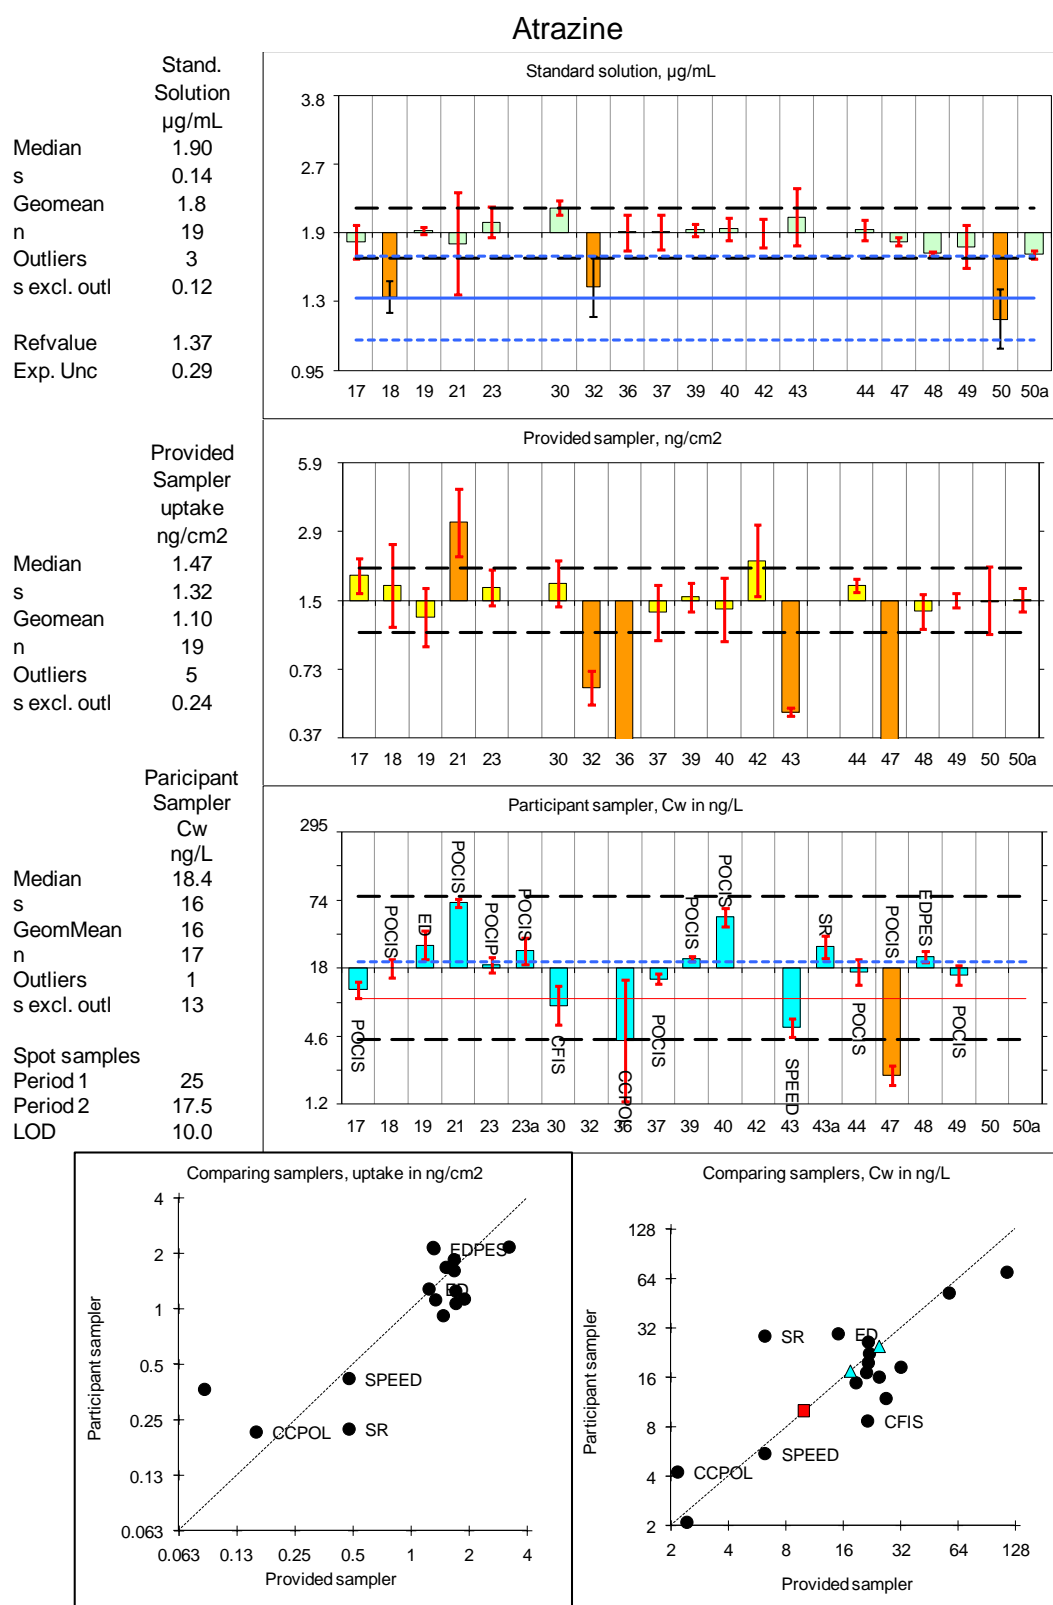 Atrazine
Stand.
Solution
µg/mL
Median 1.90
s 0.14
Geomean 1.8
n 19
Outliers 3
s excl. outl 0.12
Refvalue 1.37
Exp. Unc 0.29
Standard solution, µg/mL
3.8
2.7
1.9
1.3
0.95
17 18 19 21 23 30 32 36 37 39 40 42 43 44 47 48 49 50 50a
Provided
Sampler
uptake
ng/cm2
Median 1.47
s 1.32
Geomean 1.10
n 19
Outliers 5
s excl. outl 0.24
Provided sampler, ng/cm2
5.9
2.9
1.5
0.73
0.37
17 18 19 21 23 30 32 36 37 39 40 42 43 44 47 48 49 50 50a
Paricipant
Sampler
Cw
ng/L
Median 18.4
s 16
GeomMean 16
n 17
Outliers 1
s excl. outl 13
Spot samples
Period 1 25
Period 2 17.5
LOD 10.0
Participant sampler, Cw in ng/L
295
74
18
4.6
1.2
POCIS
POCIS
ED
POCIS
POCIP
POCIS
CFIS
CCPOL
POCIS
POCIS
POCIS
SPEED
SR
POCIS
POCIS
EDPES
POCIS
17 18 19 21 23 23a 30 32 36 37 39 40 42 43 43a 44 47 48 49 50 50a
Comparing samplers, uptake in ng/cm2
Participant sampler
4
2
1
0.5
0.25
0.13
0.063
EDPES
ED
SPEED
CCPOL
SR
0.063 0.13 0.25 0.5 1 2 4
Provided sampler
Comparing samplers, Cw in ng/L
Participant sampler
128
64
32
16
8
4
2
SR
ED
CFIS
SPEED
CCPOL
2 4 8 16 32 64 128
Provided sampler